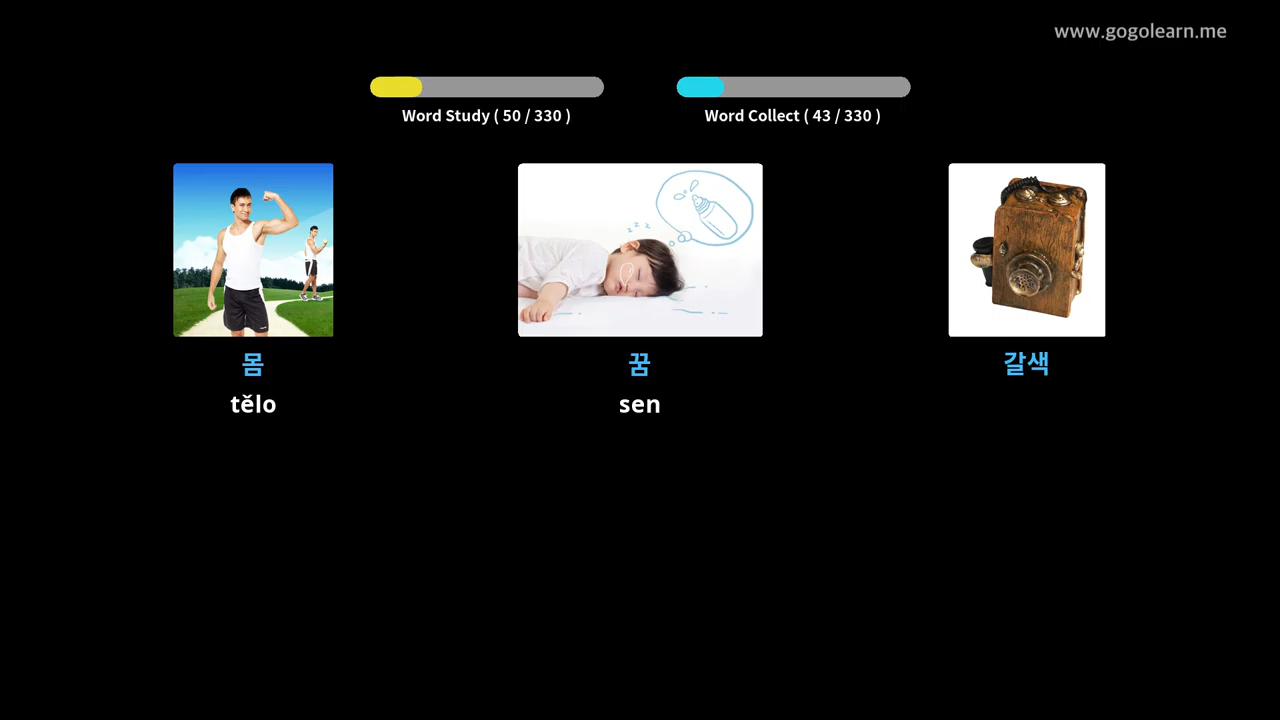 www.gogolearn.me
Word Study ( 50 / 330 )
Word Collect ( 43 / 330 )
몸
꿈
갈색
tělo
sen